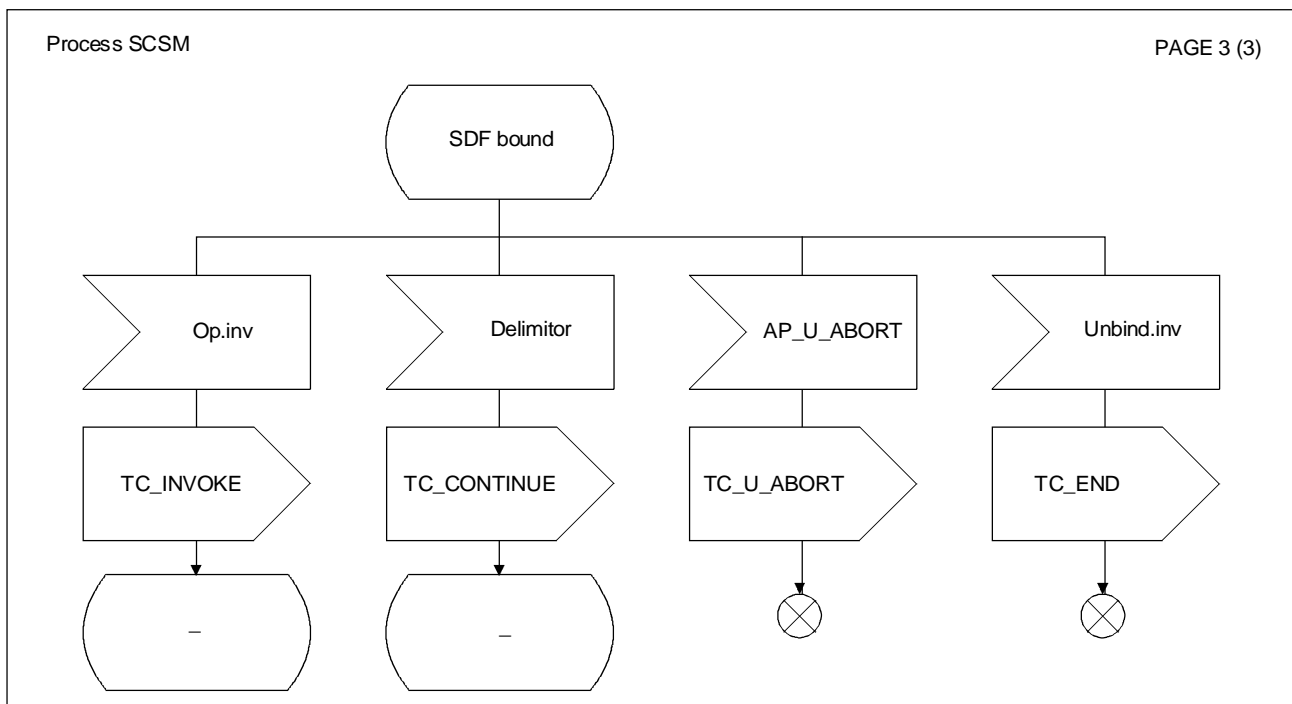 Process SCSM
PAGE 3 (3)
SDF bound
Op.inv
Delimitor
AP_U_ABORT
Unbind.inv
TC_INVOKE
TC_CONTINUE
TC_U_ABORT
TC_END
_
_